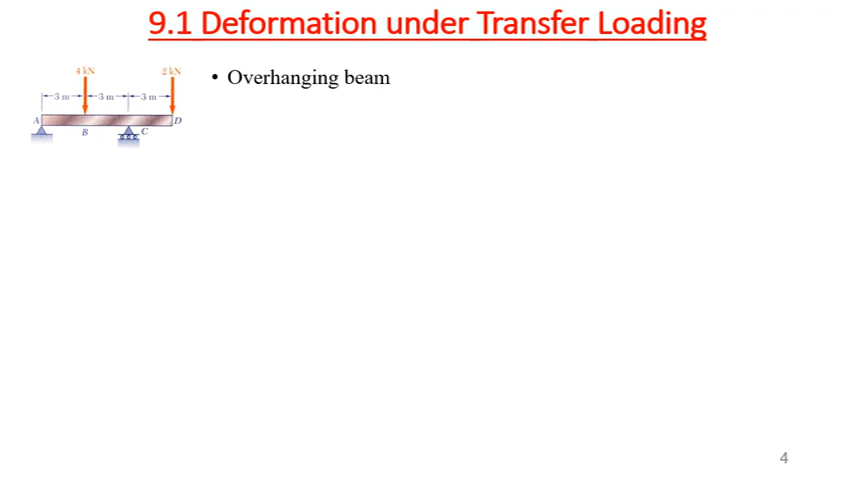 9.1 Deformation under Transfer Loading
4 kN
2 kN
• Overhanging beam
3 m
3 m
3 m
A
D
B
C
4